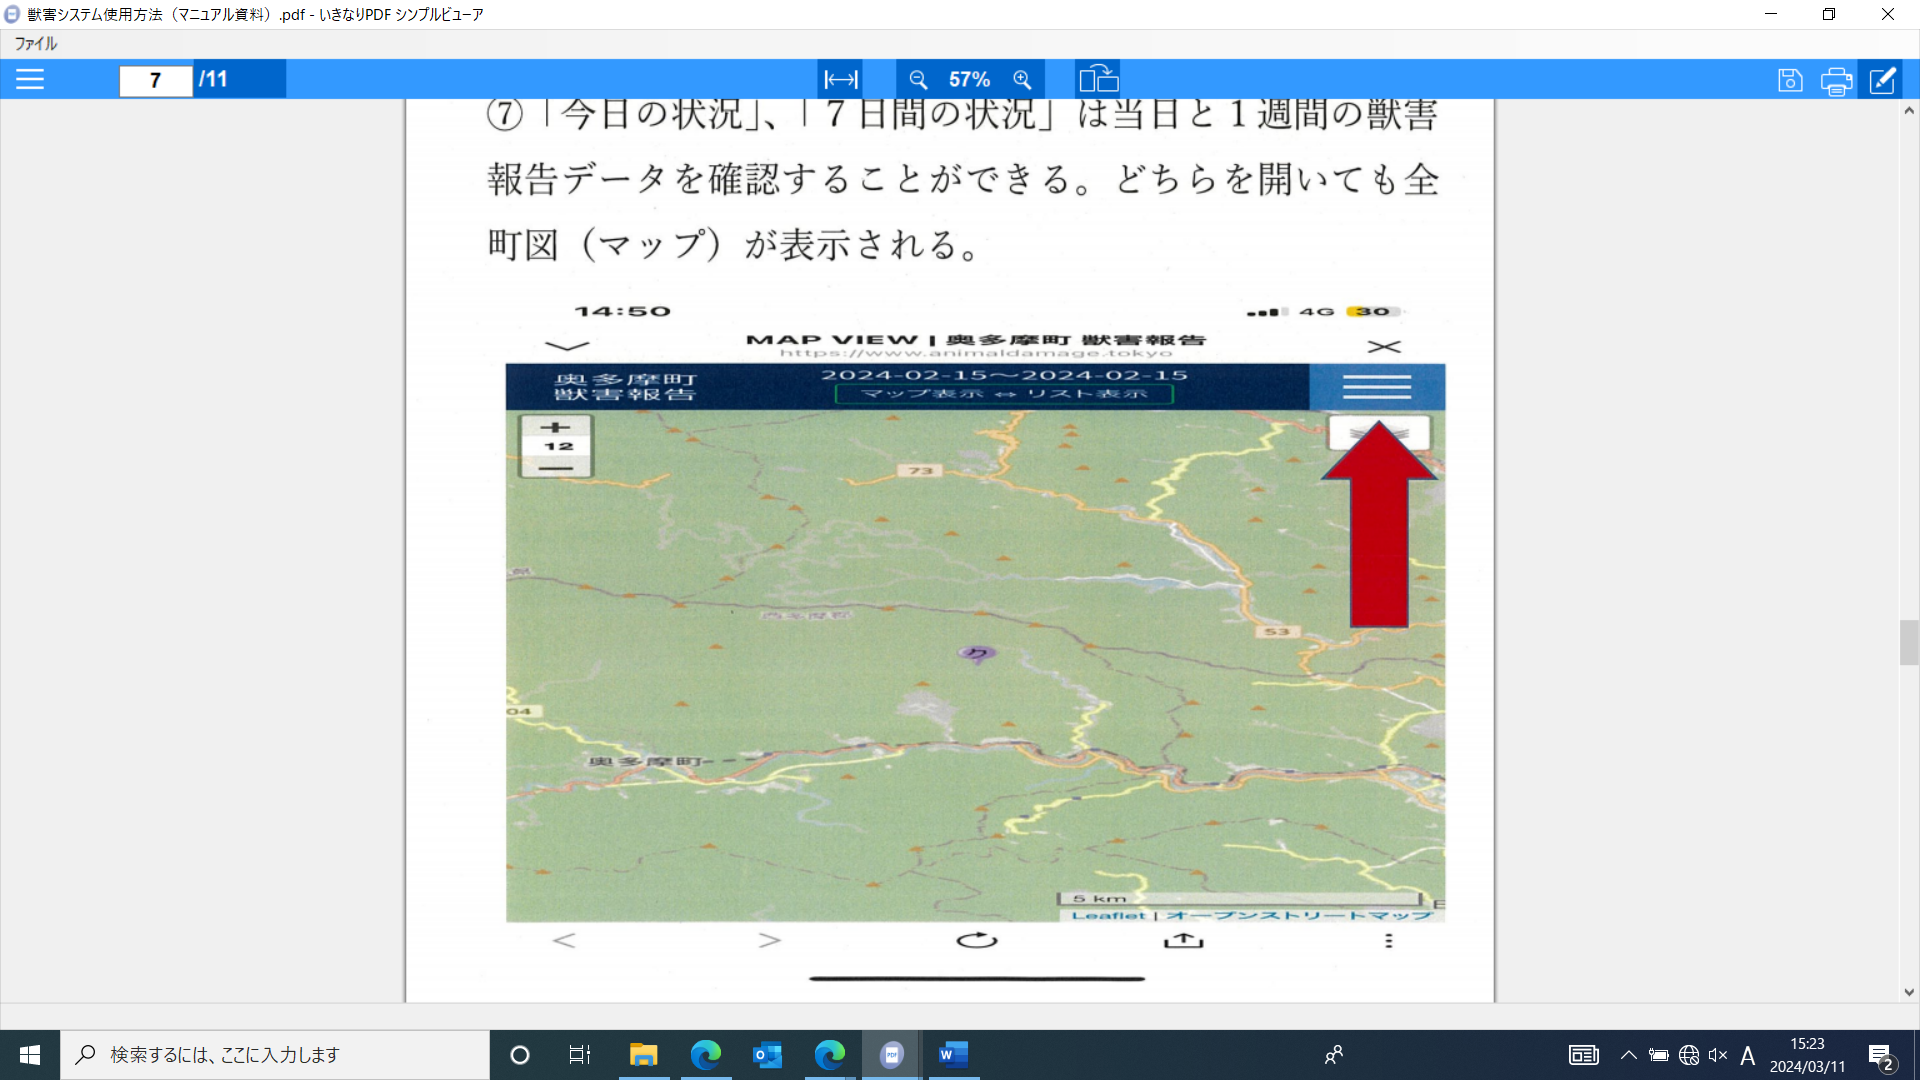 獣害システム使用方法（マニュアル資料）.pdf - いきなりPDF シンプルビューア
ファイル
7 /11
57%
⑦「今日の状況」、「７日間の状況」は当日と１週間の獣害
報告データを確認することができる。どちらを開いても全
町図（マップ）が表示される。
14:50
4G 30
MAP VIEW | 奥多摩町 獣害報告
https://www.animaldamage.tokyo
奥多摩町
獣害報告
2024-02-15～2024-02-15
マップ表示 ⇔ リスト表示
+
12
−
73
都
西多摩郡
53
ク
04
奥多摩町
5 km
Leaflet | オープンストリートマップ
検索するには、ここに入力します
A
15:23
2024/03/11
2